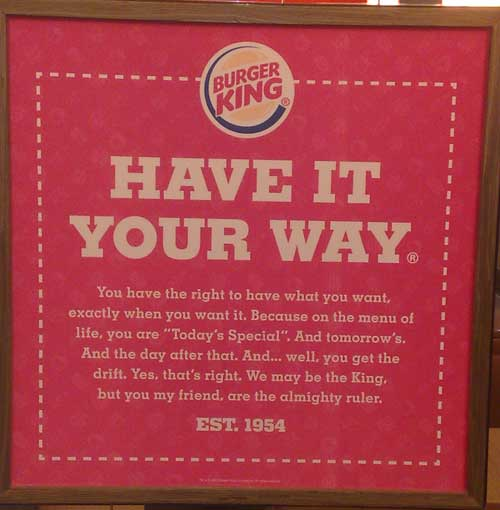 BURGER
KING®
HAVE IT
YOUR WAY®
You have the right to have what you want,
exactly when you want it. Because on the menu of
life, you are "Today's Special". And tomorrow's.
And the day after that. And... well, you get the
drift. Yes, that's right. We may be the King,
but you my friend, are the almighty ruler.
EST. 1954